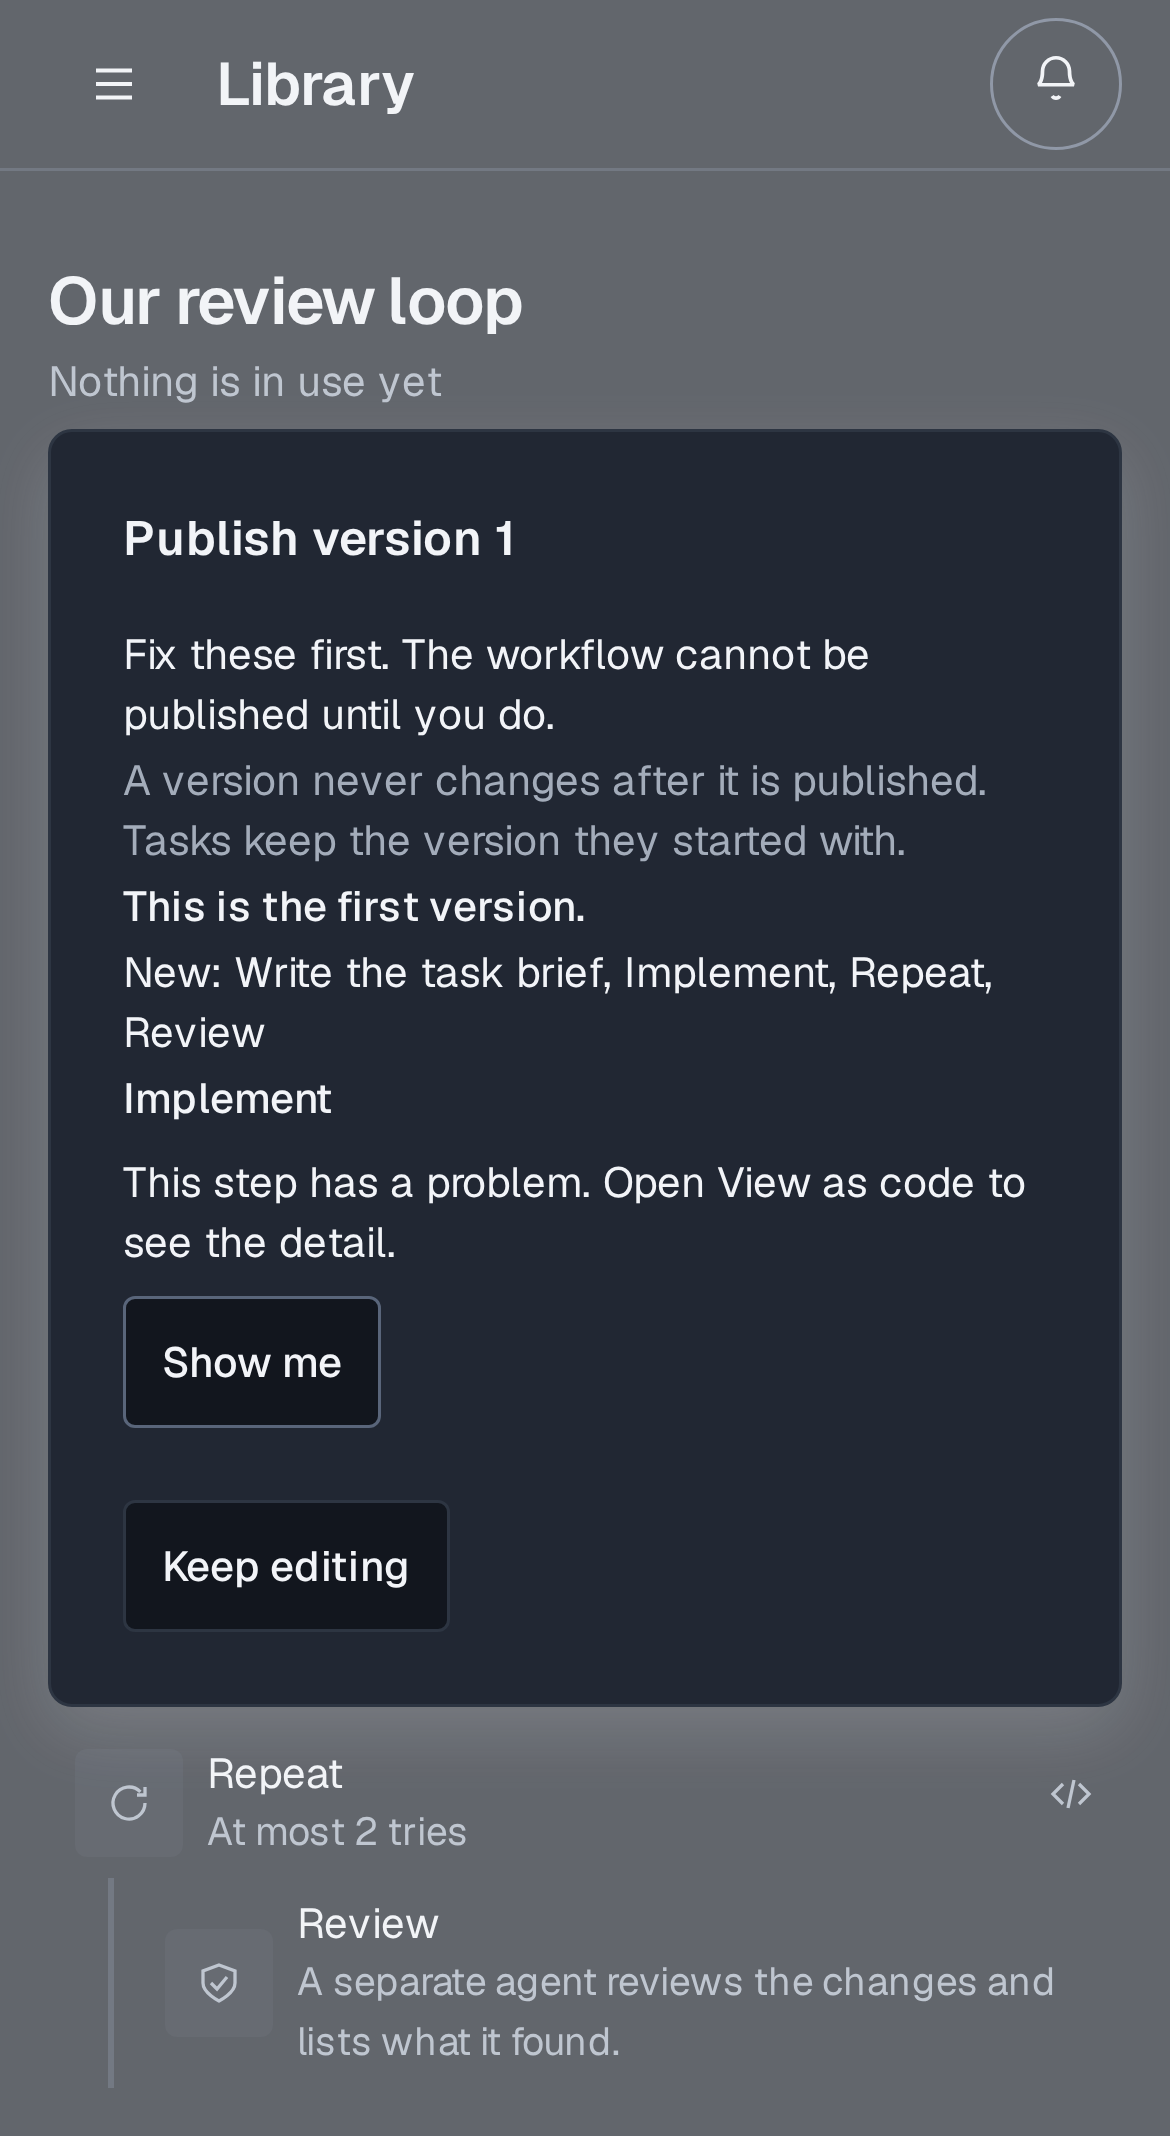 Library
Our review loop
Nothing is in use yet
Publish version 1
Fix these first. The workflow cannot be
published until you do.
A version never changes after it is published.
Tasks keep the version they started with.
This is the first version.
New: Write the task brief, Implement, Repeat,
Review
Implement
This step has a problem. Open View as code to
see the detail.
Show me
Keep editing
Repeat
At most 2 tries
Review
A separate agent reviews the changes and
lists what it found.